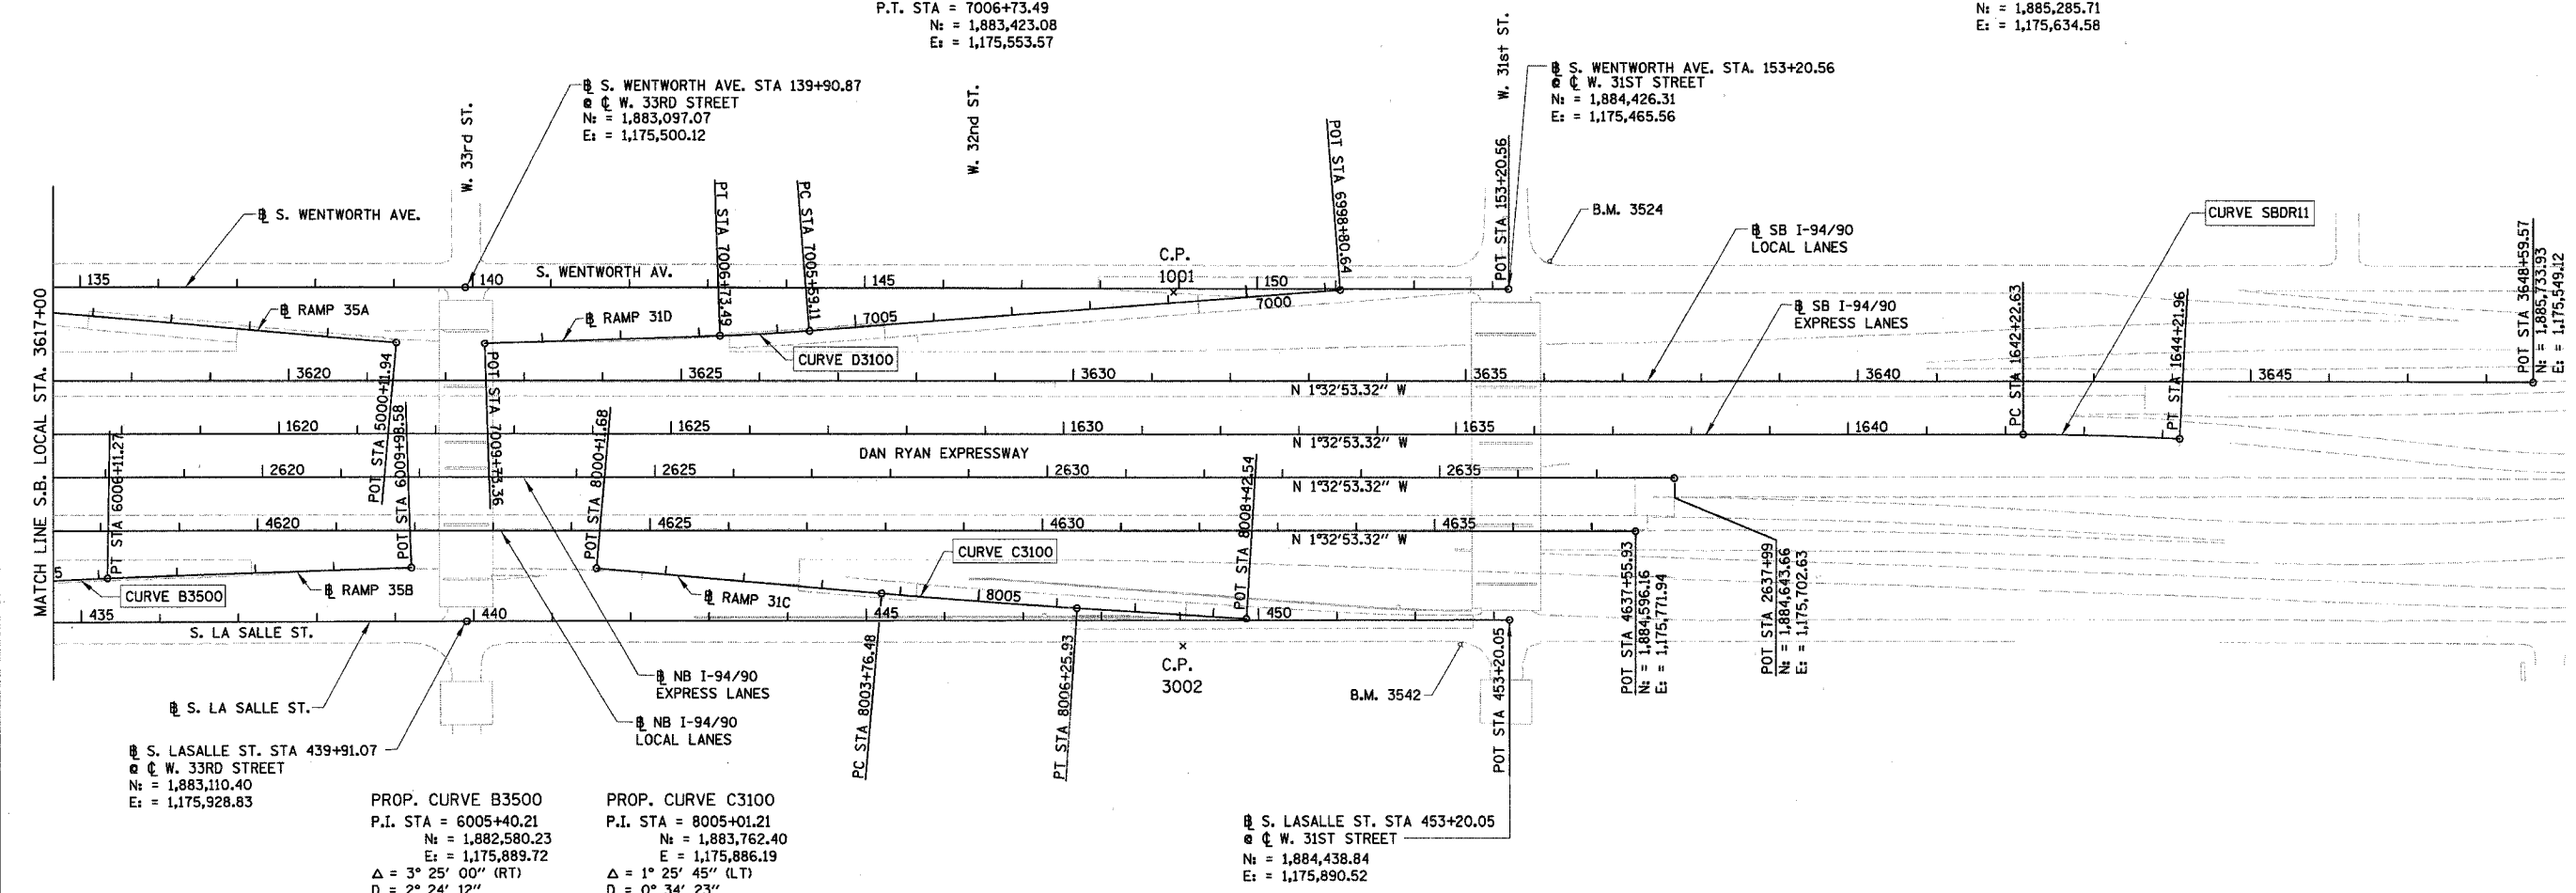 P.T. STA = 7006+73.49
N: = 1,883,423.08
E: = 1,175,553.57
N: = 1,885,285.71
E: = 1,175,634.58
℄ S. WENTWORTH AVE. STA 139+90.87
@ ℄ W. 33RD STREET
N: = 1,883,097.07
E: = 1,175,500.12
W. 33rd ST.
W. 32nd ST.
W. 31st ST.
℄ S. WENTWORTH AVE. STA. 153+20.56
@ ℄ W. 31ST STREET
N: = 1,884,426.31
E: = 1,175,465.56
POT STA 153+20.56
POT STA 6998+80.64
PT STA 7006+73.49
PC STA 7005+59.11
B.M. 3524
CURVE SBDR11
℄ S. WENTWORTH AVE.
℄ SB I-94/90
LOCAL LANES
POT STA 3648+59.57
N: = 1,885,733.93
E: = 1,175,549.12
C.P.
1001
S. WENTWORTH AV.
135
140
145
150
7000
7005
℄ RAMP 35A
℄ RAMP 31D
CURVE D3100
℄ SB I-94/90
EXPRESS LANES
PC STA 1642+22.63
PT STA 1644+21.96
MATCH LINE S.B. LOCAL STA. 3617+00
3620
3625
3630
3635
3640
3645
N 1°32'53.32" W
POT STA 5000+11.94
POT STA 6009+98.58
POT STA 7009+73.36
POT STA 8000+11.68
1620
1625
1630
1635
1640
N 1°32'53.32" W
DAN RYAN EXPRESSWAY
PT STA 6006+11.27
2620
2625
2630
2635
N 1°32'53.32" W
POT STA 8008+42.54
4620
4625
4630
4635
N 1°32'53.32" W
5
CURVE B3500
℄ RAMP 35B
℄ RAMP 31C
CURVE C3100
8005
435
440
445
450
S. LA SALLE ST.
POT STA 4637+55.93
N: = 1,884,596.16
E: = 1,175,771.94
POT STA 2637+99
N: = 1,884,643.66
E: = 1,175,702.63
℄ S. LA SALLE ST.
℄ NB I-94/90
EXPRESS LANES
℄ NB I-94/90
LOCAL LANES
PC STA 8003+76.48
PT STA 8006+25.93
C.P.
3002
B.M. 3542
POT STA 453+20.05
℄ S. LASALLE ST. STA 439+91.07
@ ℄ W. 33RD STREET
N: = 1,883,110.40
E: = 1,175,928.83
PROP. CURVE B3500
P.I. STA = 6005+40.21
N: = 1,882,580.23
E: = 1,175,889.72
Δ = 3° 25' 00" (RT)
D = 2° 24' 12"
PROP. CURVE C3100
P.I. STA = 8005+01.21
N: = 1,883,762.40
E = 1,175,886.19
Δ = 1° 25' 45" (LT)
D = 0° 34' 23"
℄ S. LASALLE ST. STA 453+20.05
@ ℄ W. 31ST STREET
N: = 1,884,438.84
E: = 1,175,890.52